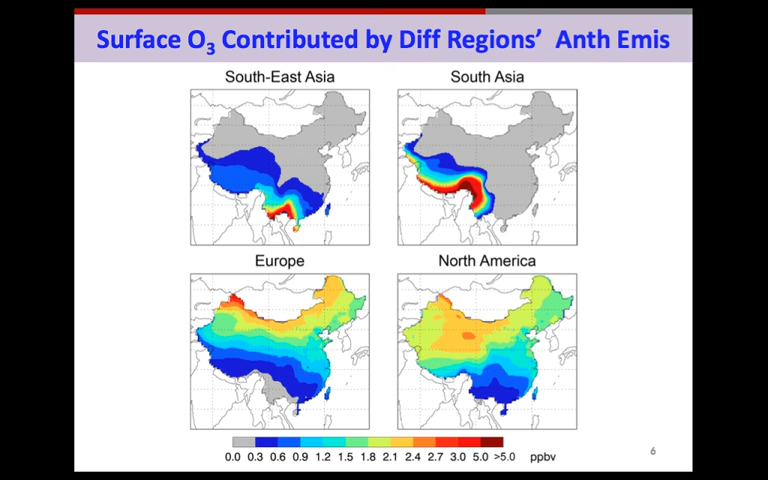 Surface O3 Contributed by Diff Regions' Anth Emis
South-East Asia
South Asia
Europe
North America
0.0 0.3 0.6 0.9 1.2 1.5 1.8 2.1 2.4 2.7 3.0 5.0 >5.0 ppbv
6